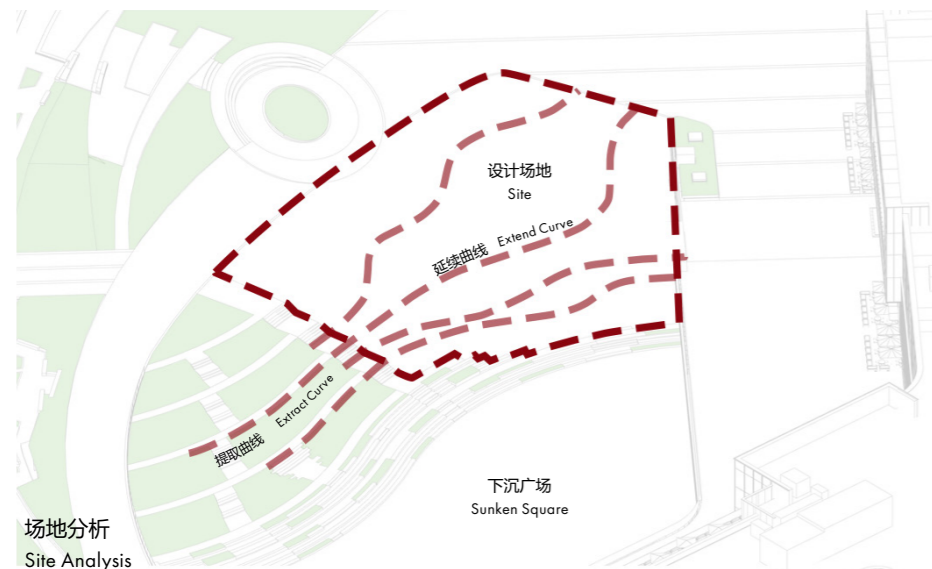 设计场地
Site
延续曲线 Extend Curve
提取曲线 Extract Curve
下沉广场
Sunken Square
场地分析
Site Analysis